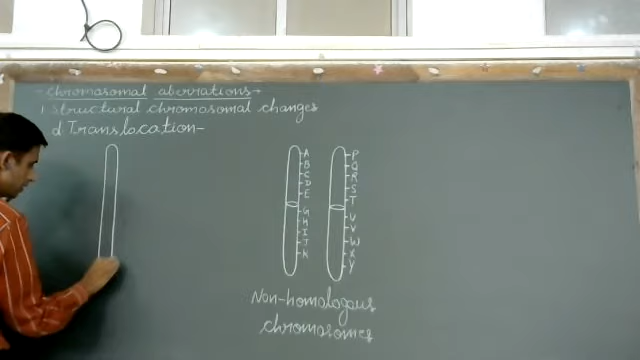 Chromosomal aberrations→
1. Structural chromosomal changes
d. Translocation-
A
B
C
D
E
G
H
I
J
K
P
Q
R
S
T
U
V
W
X
Y
Non-homologous
chromosomes